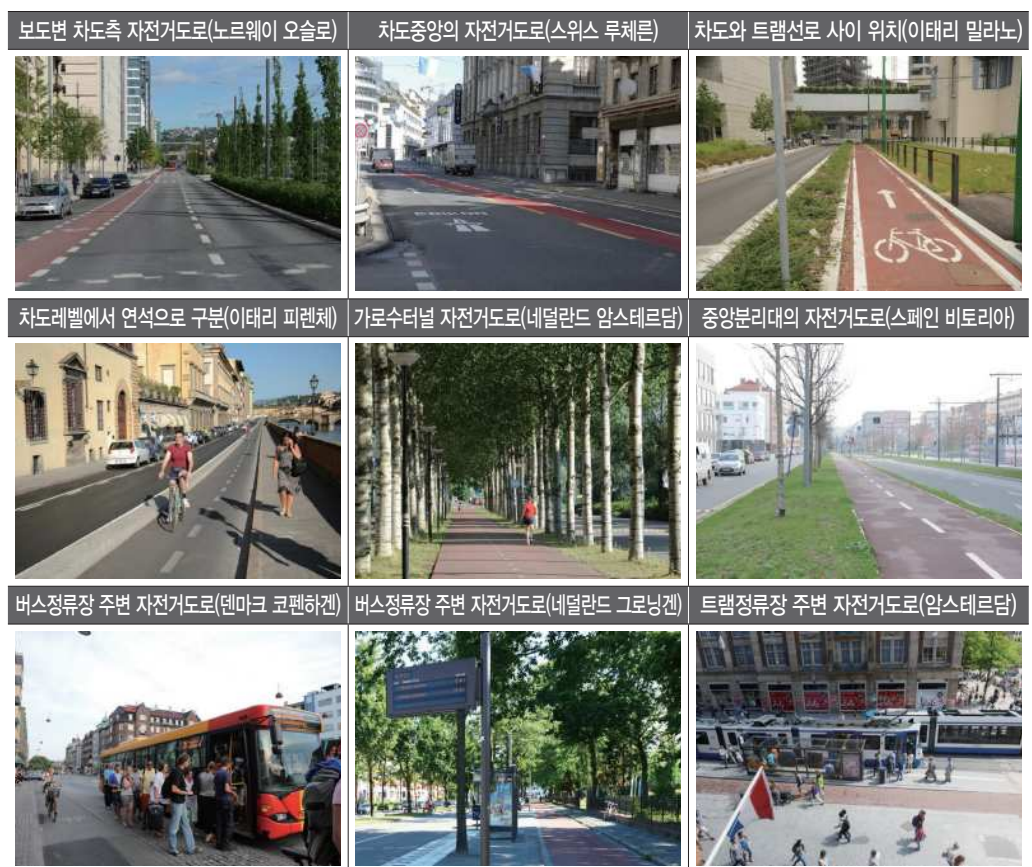 보도변 차도측 자전거도로(노르웨이 오슬로)
차도중앙의 자전거도로(스위스 루체른)
차도와 트램선로 사이 위치(이태리 밀라노)
차도레벨에서 연석으로 구분(이태리 피렌체)
가로수터널 자전거도로(네덜란드 암스테르담)
중앙분리대의 자전거도로(스페인 비토리아)
버스정류장 주변 자전거도로(덴마크 코펜하겐)
버스정류장 주변 자전거도로(네덜란드 그로닝겐)
트램정류장 주변 자전거도로(암스테르담)